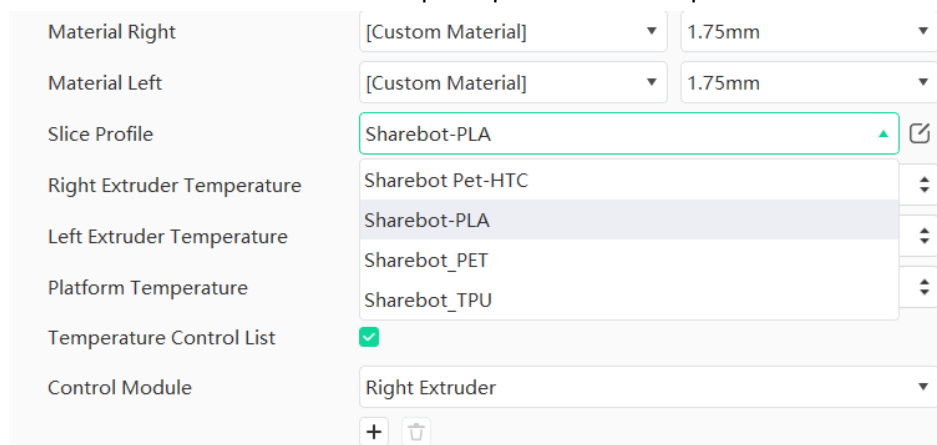 Material Right [Custom Material] 1.75mm
Material Left [Custom Material] 1.75mm
Slice Profile Sharebot-PLA
Right Extruder Temperature Sharebot Pet-HTC
Sharebot-PLA
Left Extruder Temperature
Sharebot_PET
Platform Temperature
Sharebot_TPU
Temperature Control List
Control Module Right Extruder
+